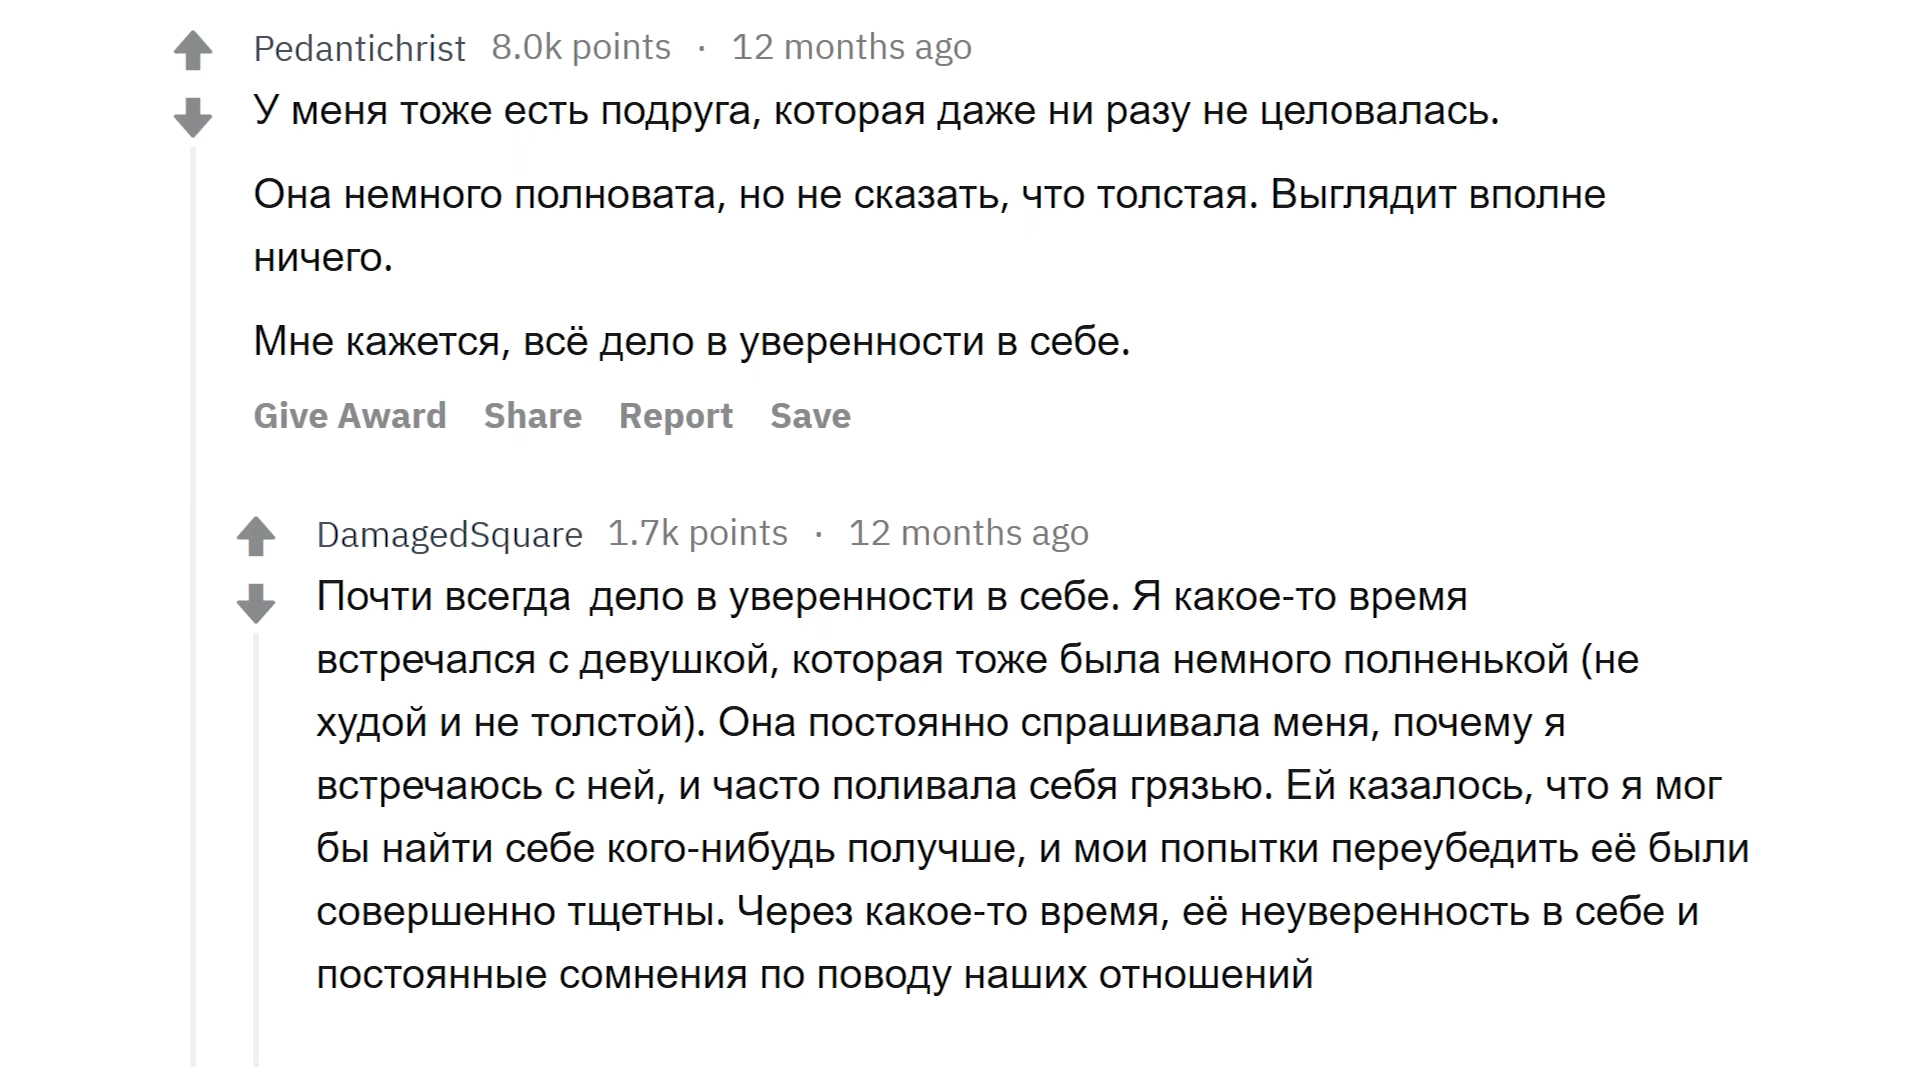 Pedantichrist 8.0k points · 12 months ago
У меня тоже есть подруга, которая даже ни разу не целовалась.
Она немного полновата, но не сказать, что толстая. Выглядит вполне
ничего.
Мне кажется, всё дело в уверенности в себе.
Give Award Share Report Save
DamagedSquare 1.7k points · 12 months ago
Почти всегда дело в уверенности в себе. Я какое-то время
встречался с девушкой, которая тоже была немного полненькой (не
худой и не толстой). Она постоянно спрашивала меня, почему я
встречаюсь с ней, и часто поливала себя грязью. Ей казалось, что я мог
бы найти себе кого-нибудь получше, и мои попытки переубедить её были
совершенно тщетны. Через какое-то время, её неуверенность в себе и
постоянные сомнения по поводу наших отношений